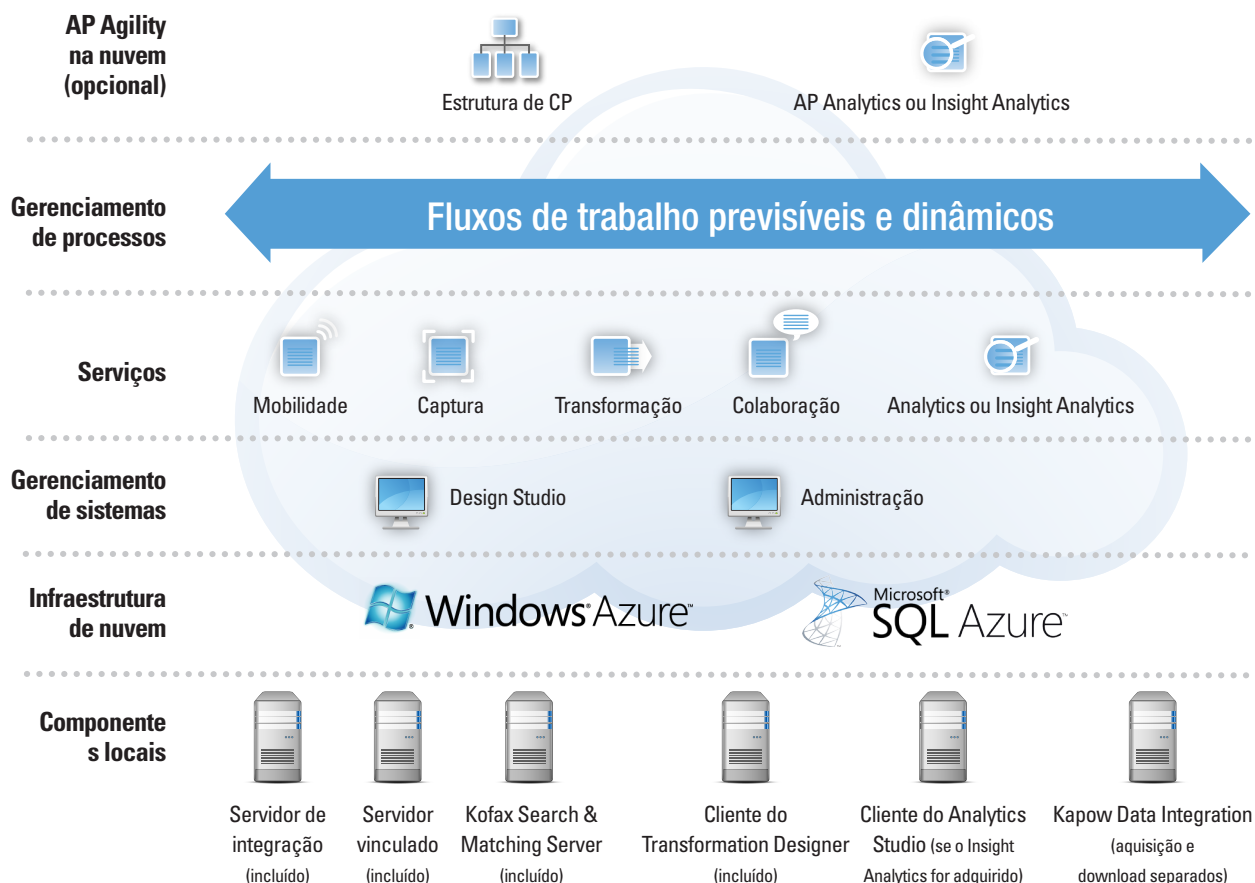 AP Agility
na nuvem
(opcional)
Estrutura de CP
AP Analytics ou Insight Analytics
Gerenciamento
de processos
Fluxos de trabalho previsíveis e dinâmicos
Serviços
Mobilidade
Captura
Transformação
Colaboração
Analytics ou Insight Analytics
Gerenciamento
de sistemas
Design Studio
Administração
Infraestrutura
de nuvem
Windows® Azure™
Microsoft®
SQL Azure™
Componente
s locais
Servidor de
integração
(incluído)
Servidor
vinculado
(incluído)
Kofax Search &
Matching Server
(incluído)
Cliente do
Transformation Designer
(incluído)
Cliente do Analytics
Studio (se o Insight
Analytics for adquirido)
Kapow Data Integration
(aquisição e
download separados)